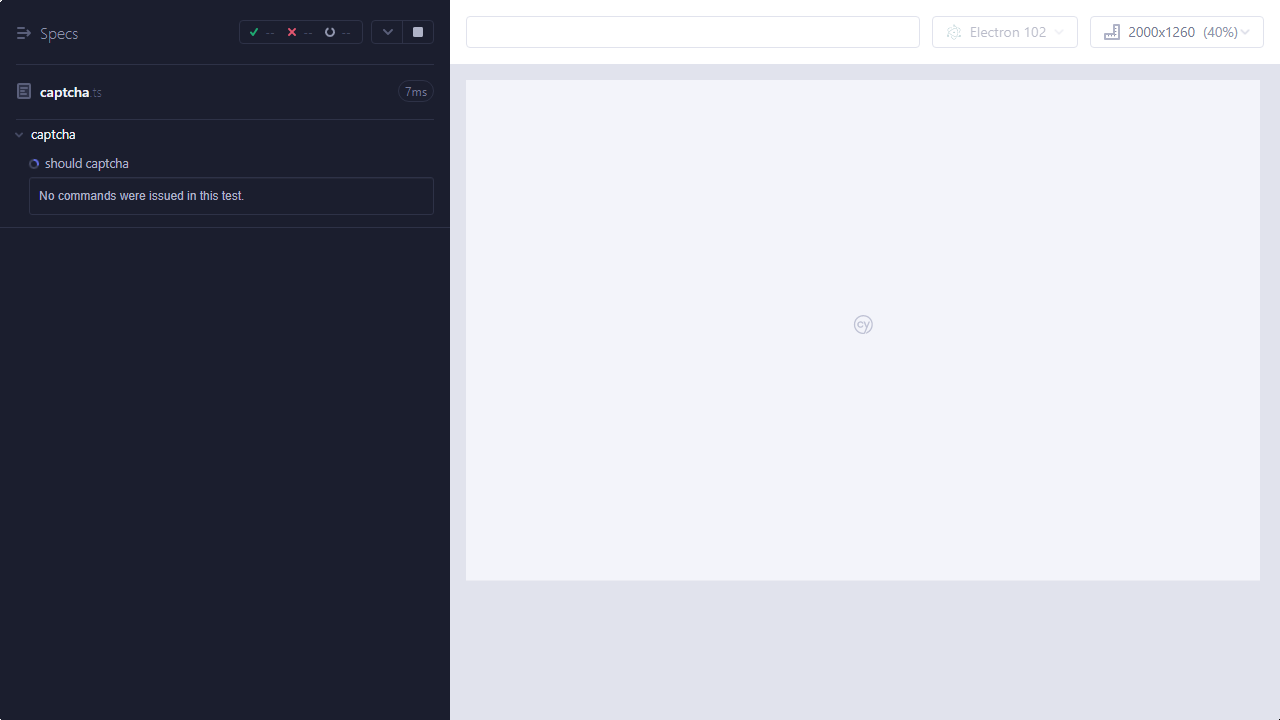 Specs
-- -- --
captcha.ts
7ms
captcha
should captcha
No commands were issued in this test.
Electron 102
2000x1260 (40%)
cy